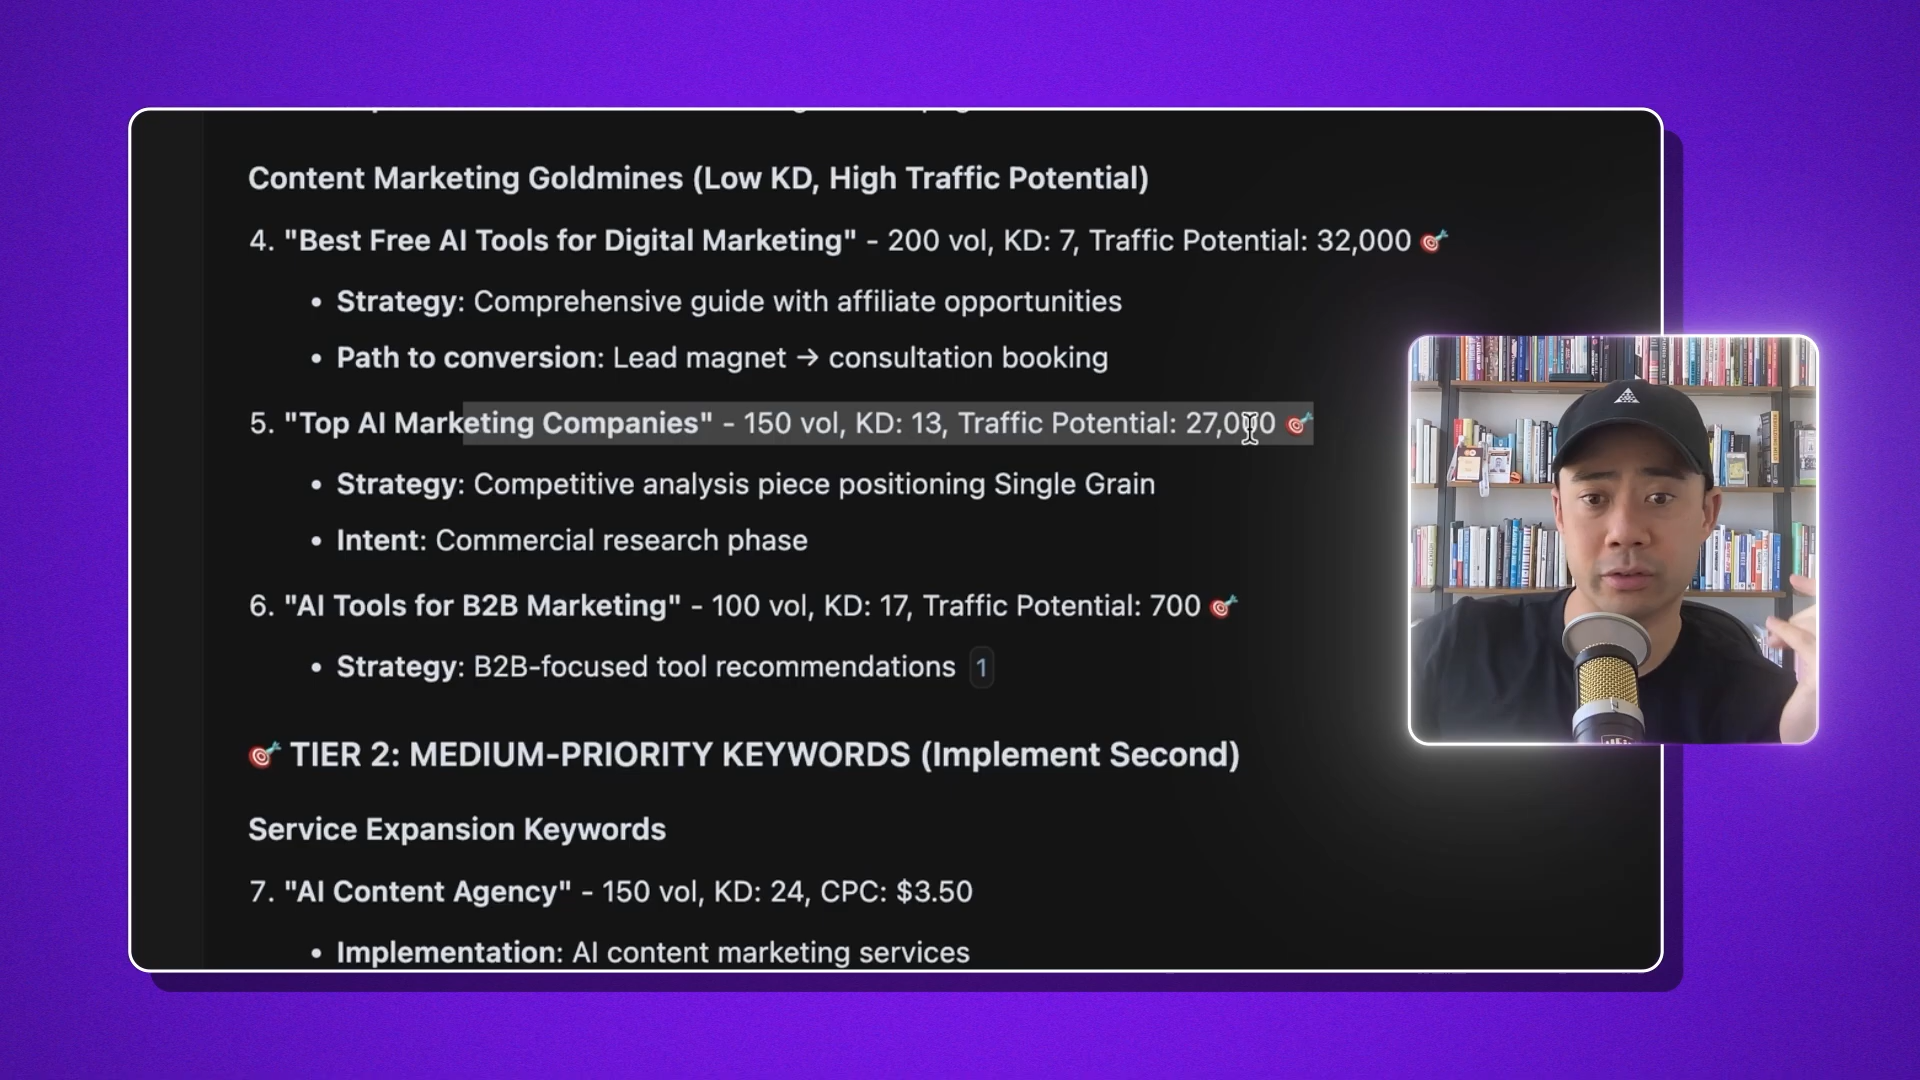 Content Marketing Goldmines (Low KD, High Traffic Potential)
4. "Best Free AI Tools for Digital Marketing" - 200 vol, KD: 7, Traffic Potential: 32,000 🎯
• Strategy: Comprehensive guide with affiliate opportunities
• Path to conversion: Lead magnet → consultation booking
5. "Top AI Marketing Companies" - 150 vol, KD: 13, Traffic Potential: 27,000 🎯
• Strategy: Competitive analysis piece positioning Single Grain
• Intent: Commercial research phase
6. "AI Tools for B2B Marketing" - 100 vol, KD: 17, Traffic Potential: 700 🎯
• Strategy: B2B-focused tool recommendations 1
🎯 TIER 2: MEDIUM-PRIORITY KEYWORDS (Implement Second)
Service Expansion Keywords
7. "AI Content Agency" - 150 vol, KD: 24, CPC: $3.50
• Implementation: AI content marketing services